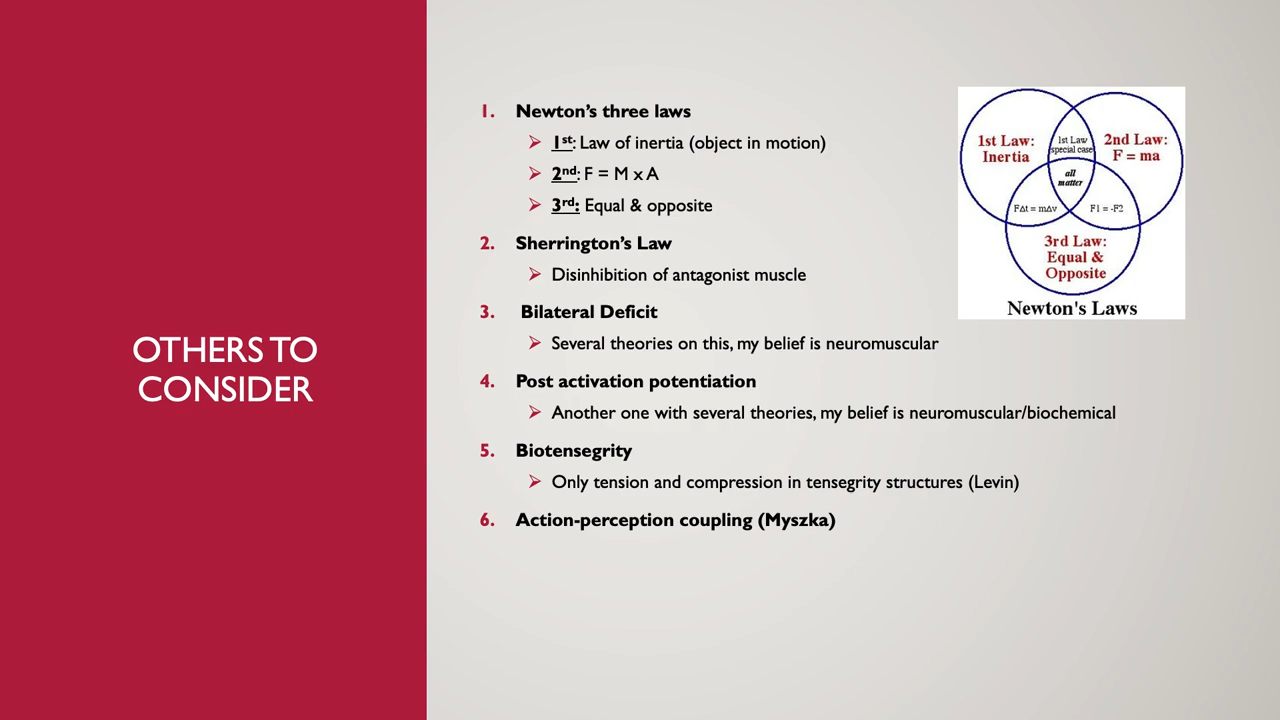 OTHERS TO
CONSIDER
1. Newton's three laws
➢ 1st: Law of inertia (object in motion)
➢ 2nd: F = M x A
➢ 3rd: Equal & opposite
2. Sherrington's Law
➢ Disinhibition of antagonist muscle
3. Bilateral Deficit
➢ Several theories on this, my belief is neuromuscular
4. Post activation potentiation
➢ Another one with several theories, my belief is neuromuscular/biochemical
5. Biotensegrity
➢ Only tension and compression in tensegrity structures (Levin)
6. Action-perception coupling (Myszka)
1st Law:
Inertia
1st Law
special case
2nd Law:
F = ma
all
matter
FΔt = mΔv
F1 = -F2
3rd Law:
Equal &
Opposite
Newton's Laws